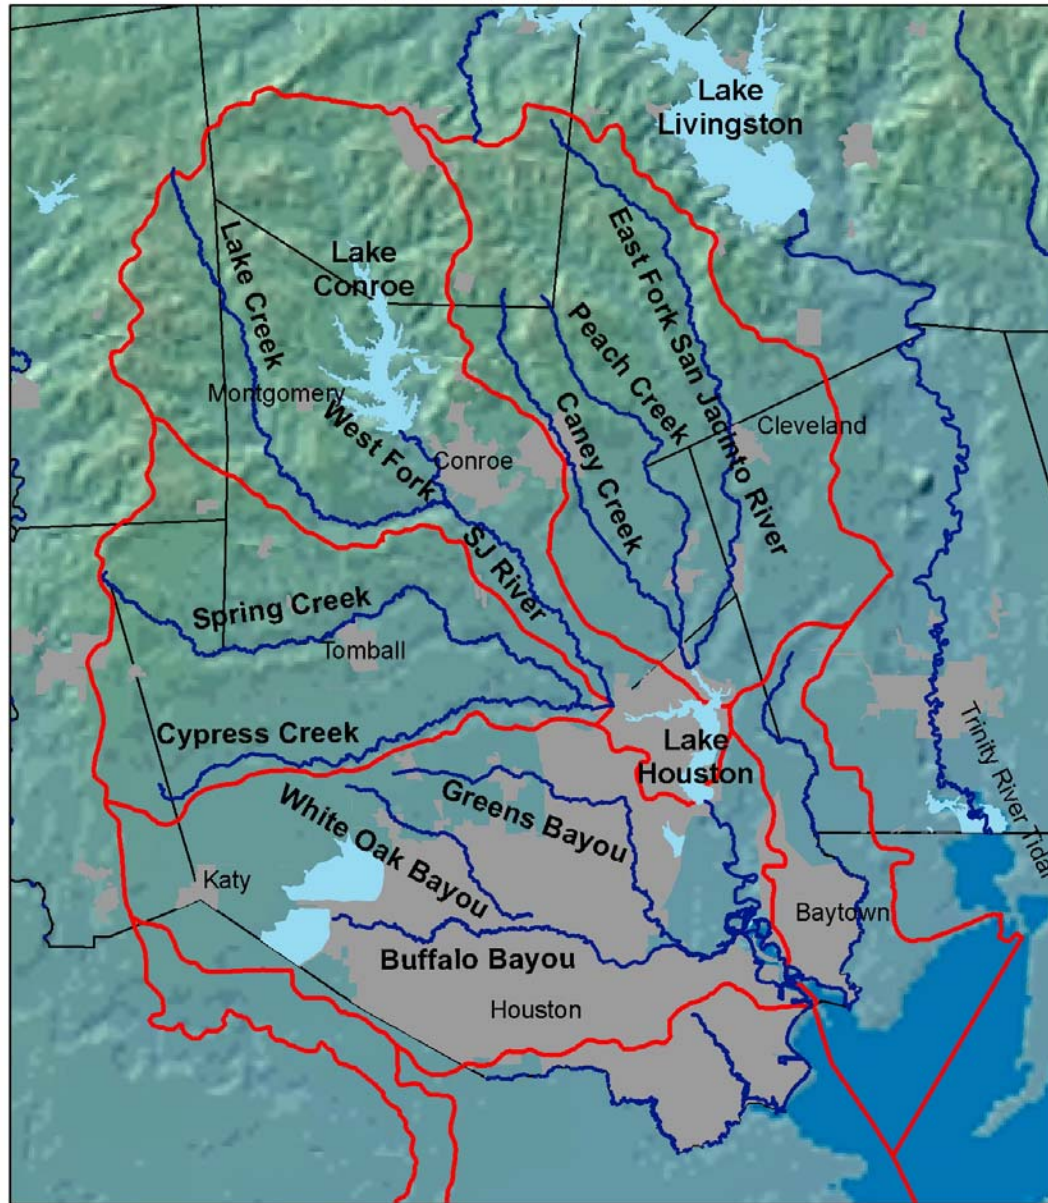 Lake
Livingston
Lake Creek
Lake
Conroe
East Fork San Jacinto River
Peach Creek
Montgomery
West Fork
Caney Creek
Cleveland
Conroe
SJ River
Spring Creek
Tomball
Cypress Creek
Lake
Houston
Trinity River Tidal
White Oak Bayou
Greens Bayou
Katy
Baytown
Buffalo Bayou
Houston